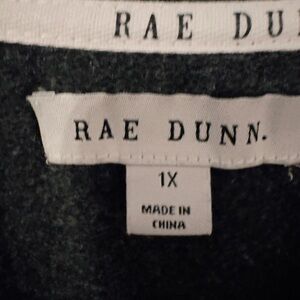 RAE DU
RAE DUNN.
1X
MADE IN
CHINA